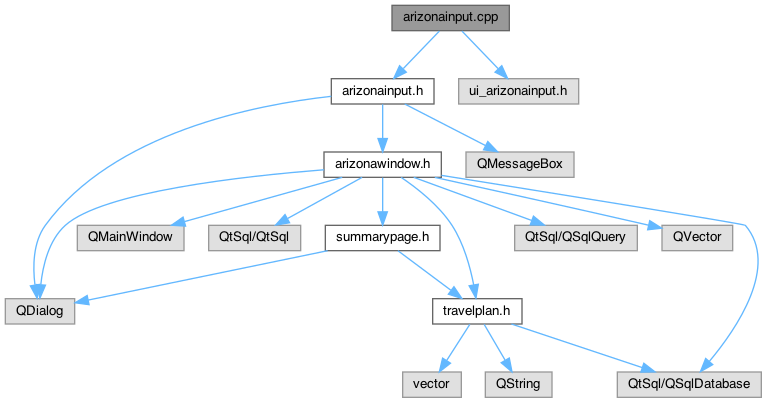 arizonainput.cpp
arizonainput.h
ui_arizonainput.h
arizonawindow.h
QMessageBox
QMainWindow
QtSql/QtSql
summarypage.h
QtSql/QSqlQuery
QVector
QDialog
travelplan.h
vector
QString
QtSql/QSqlDatabase